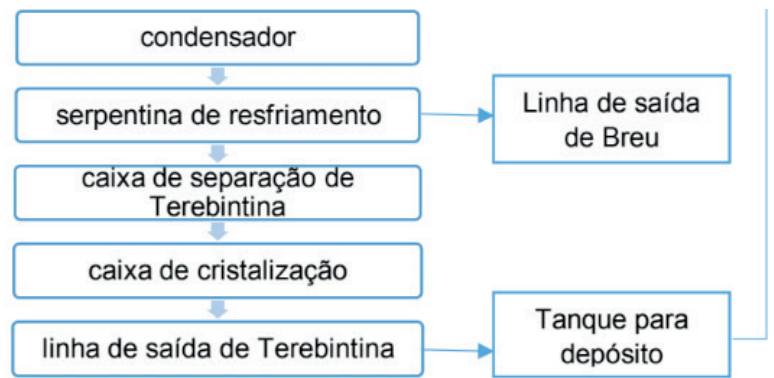 condensador
serpentina de resfriamento
Linha de saída
de Breu
caixa de separação de
Terebintina
caixa de cristalização
linha de saída de Terebintina
Tanque para
depósito